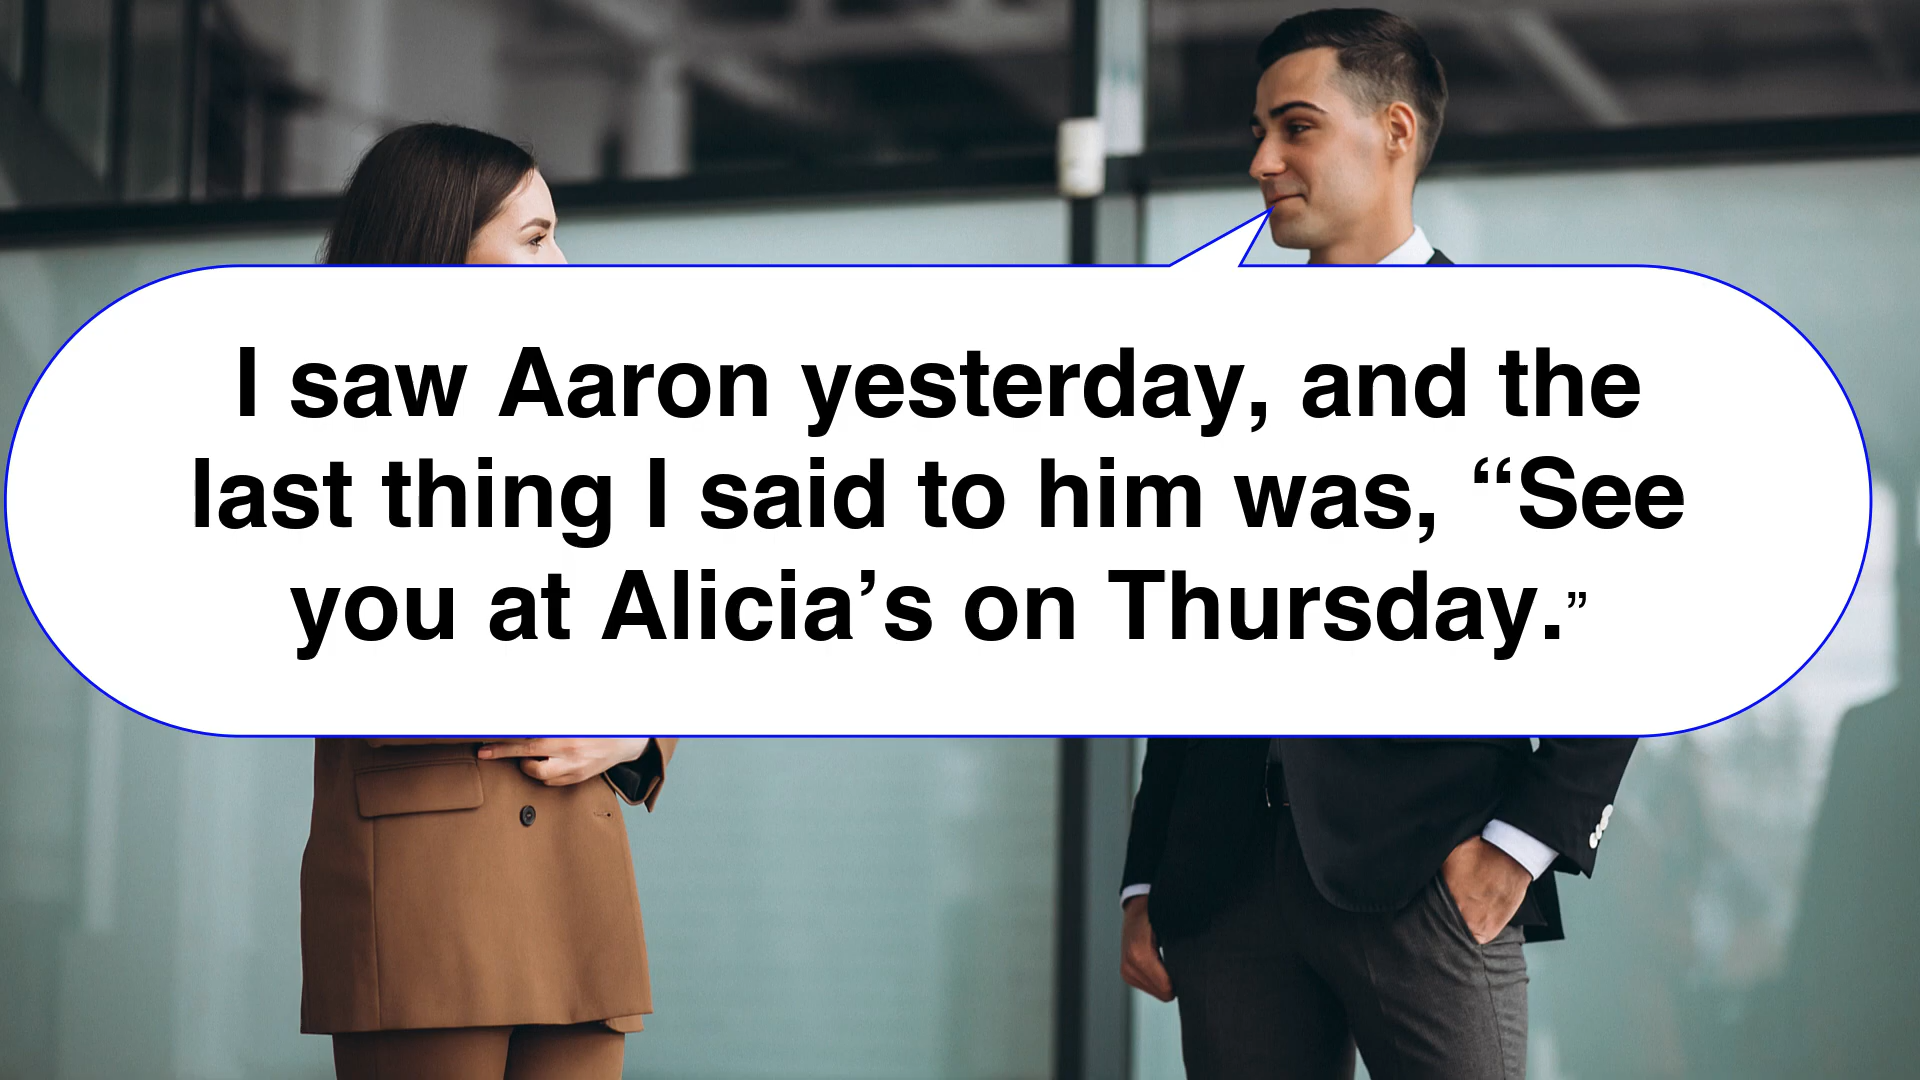 I saw Aaron yesterday, and the
last thing I said to him was, “See
you at Alicia’s on Thursday.”